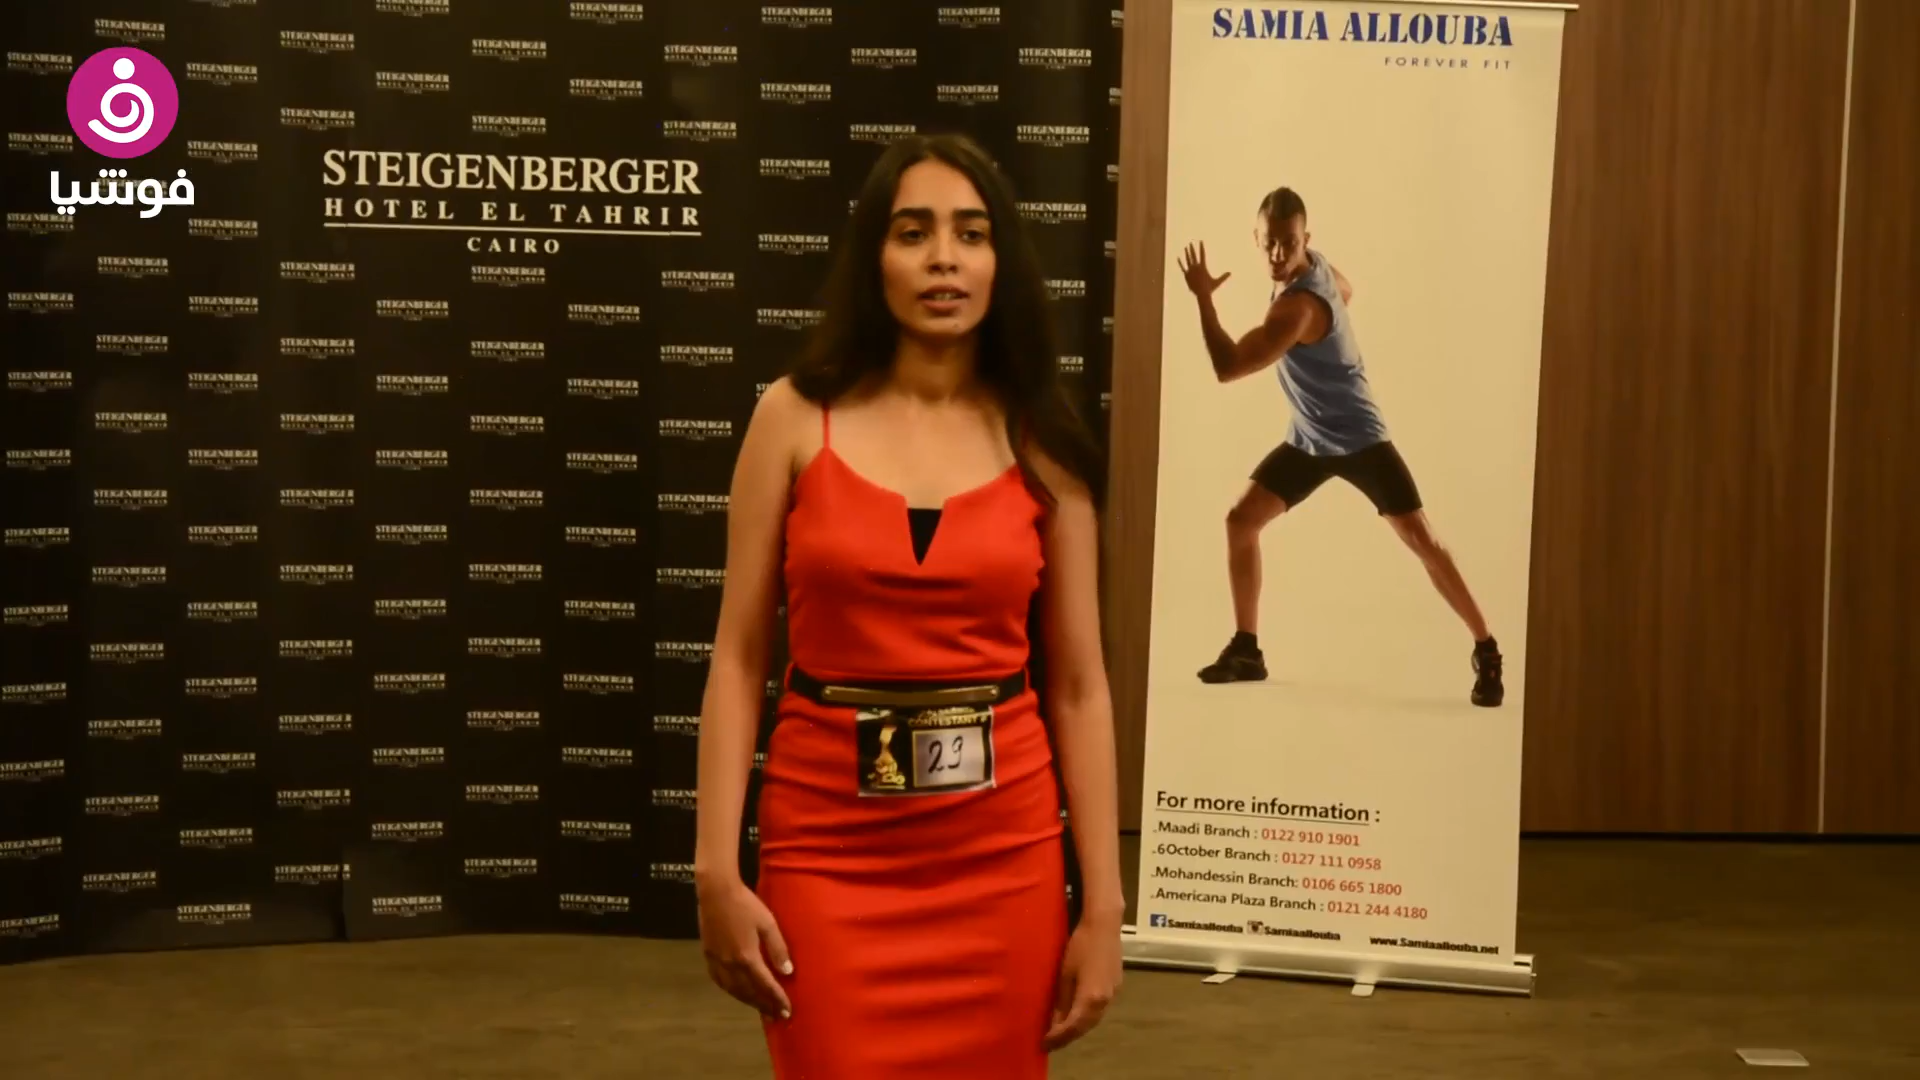 فوشيا
STEIGENBERGER
HOTEL EL TAHRIR
CAIRO
SAMIA ALLOUBA
FOREVER FIT
CONTESTANT #
29
For more information :
Maadi Branch : 0122 910 1901
6October Branch : 0127 111 0958
Mohandessin Branch: 0106 665 1800
Americana Plaza Branch : 0121 244 4180
Samiaallouba Samiaallouba www.Samiaallouba.net